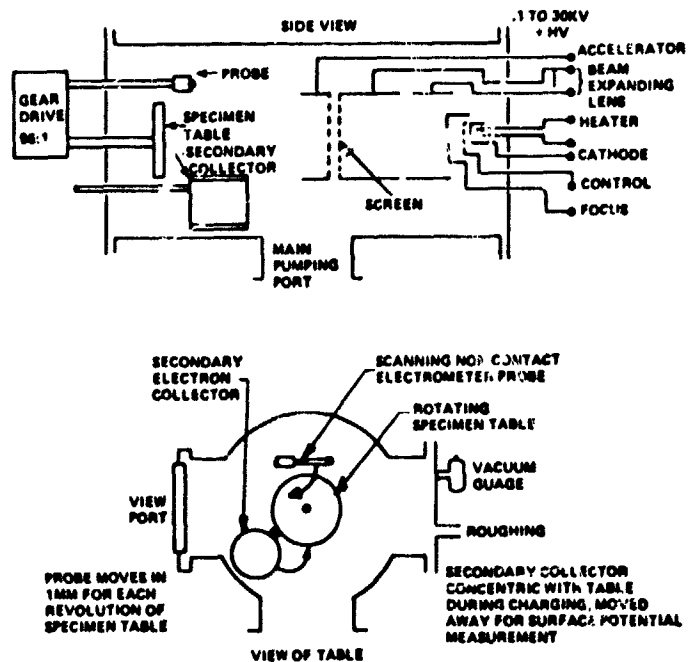 SIDE VIEW
.1 TO 30KV
+ HV
ACCELERATOR
BEAM
EXPANDING
LENS
HEATER
CATHODE
CONTROL
FOCUS
PROBE
GEAR
DRIVE
96:1
SPECIMEN
TABLE
SECONDARY
COLLECTOR
SCREEN
MAIN
PUMPING
PORT
SECONDARY
ELECTRON
COLLECTOR
SCANNING NON CONTACT
ELECTROMETER PROBE
ROTATING
SPECIMEN TABLE
VACUUM
GUAGE
VIEW
PORT
ROUGHING
PROBE MOVES IN
1MM FOR EACH
REVOLUTION OF
SPECIMEN TABLE
SECONDARY COLLECTOR
CONCENTRIC WITH TABLE
DURING CHARGING, MOVED
AWAY FOR SURFACE POTENTIAL
MEASUREMENT
VIEW OF TABLE